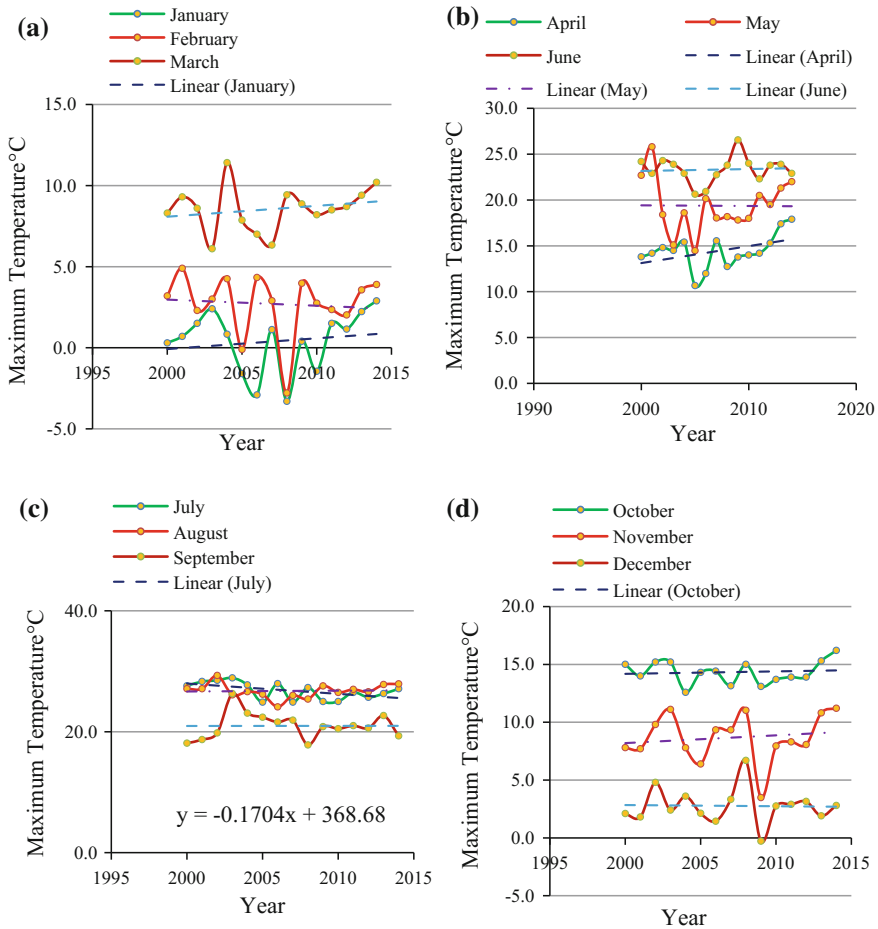 (a)
January
February
March
Linear (January)
15.0
10.0
5.0
0.0
-5.0
1995
2000
2005
2010
2015
Maximum Temperature°C
Year
(b)
April
May
June
Linear (April)
Linear (May)
Linear (June)
30.0
25.0
20.0
15.0
10.0
5.0
0.0
1990
2000
2010
2020
Maximum Temperature°C
Year
(c)
July
August
September
Linear (July)
40.0
20.0
0.0
y = -0.1704x + 368.68
1995
2000
2005
2010
2015
Maximum Temperature°C
Year
(d)
October
November
December
Linear (October)
20.0
15.0
10.0
5.0
0.0
-5.0
1995
2000
2005
2010
2015
Maximum Temperature°C
Year